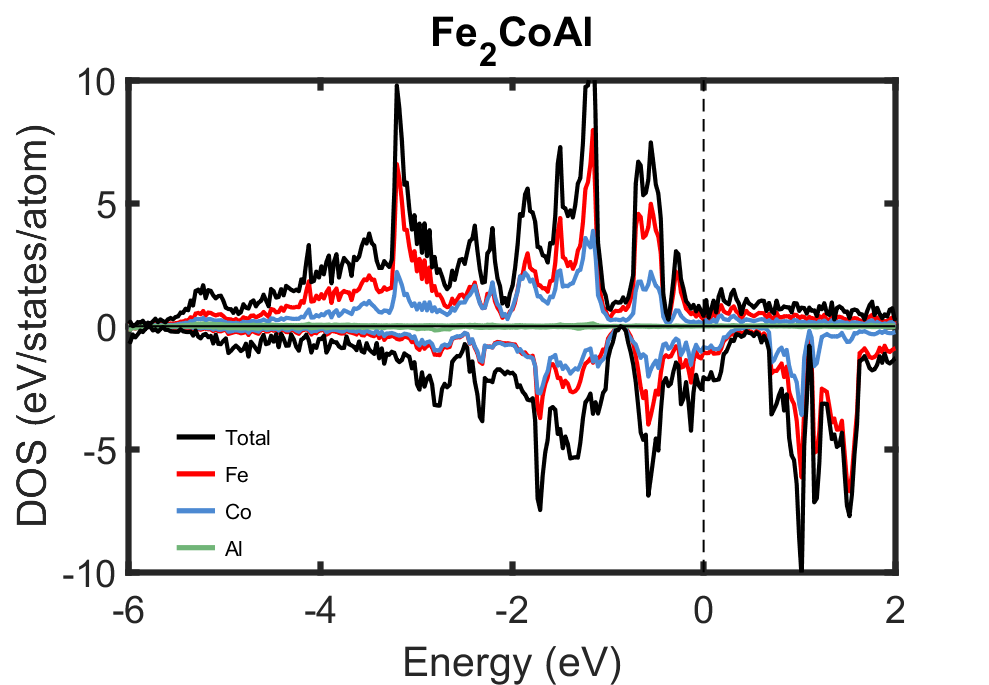 Fe2CoAl
10
5
0
-5
-10
DOS (eV/states/atom)
Total
Fe
Co
Al
-6 -4 -2 0 2
Energy (eV)